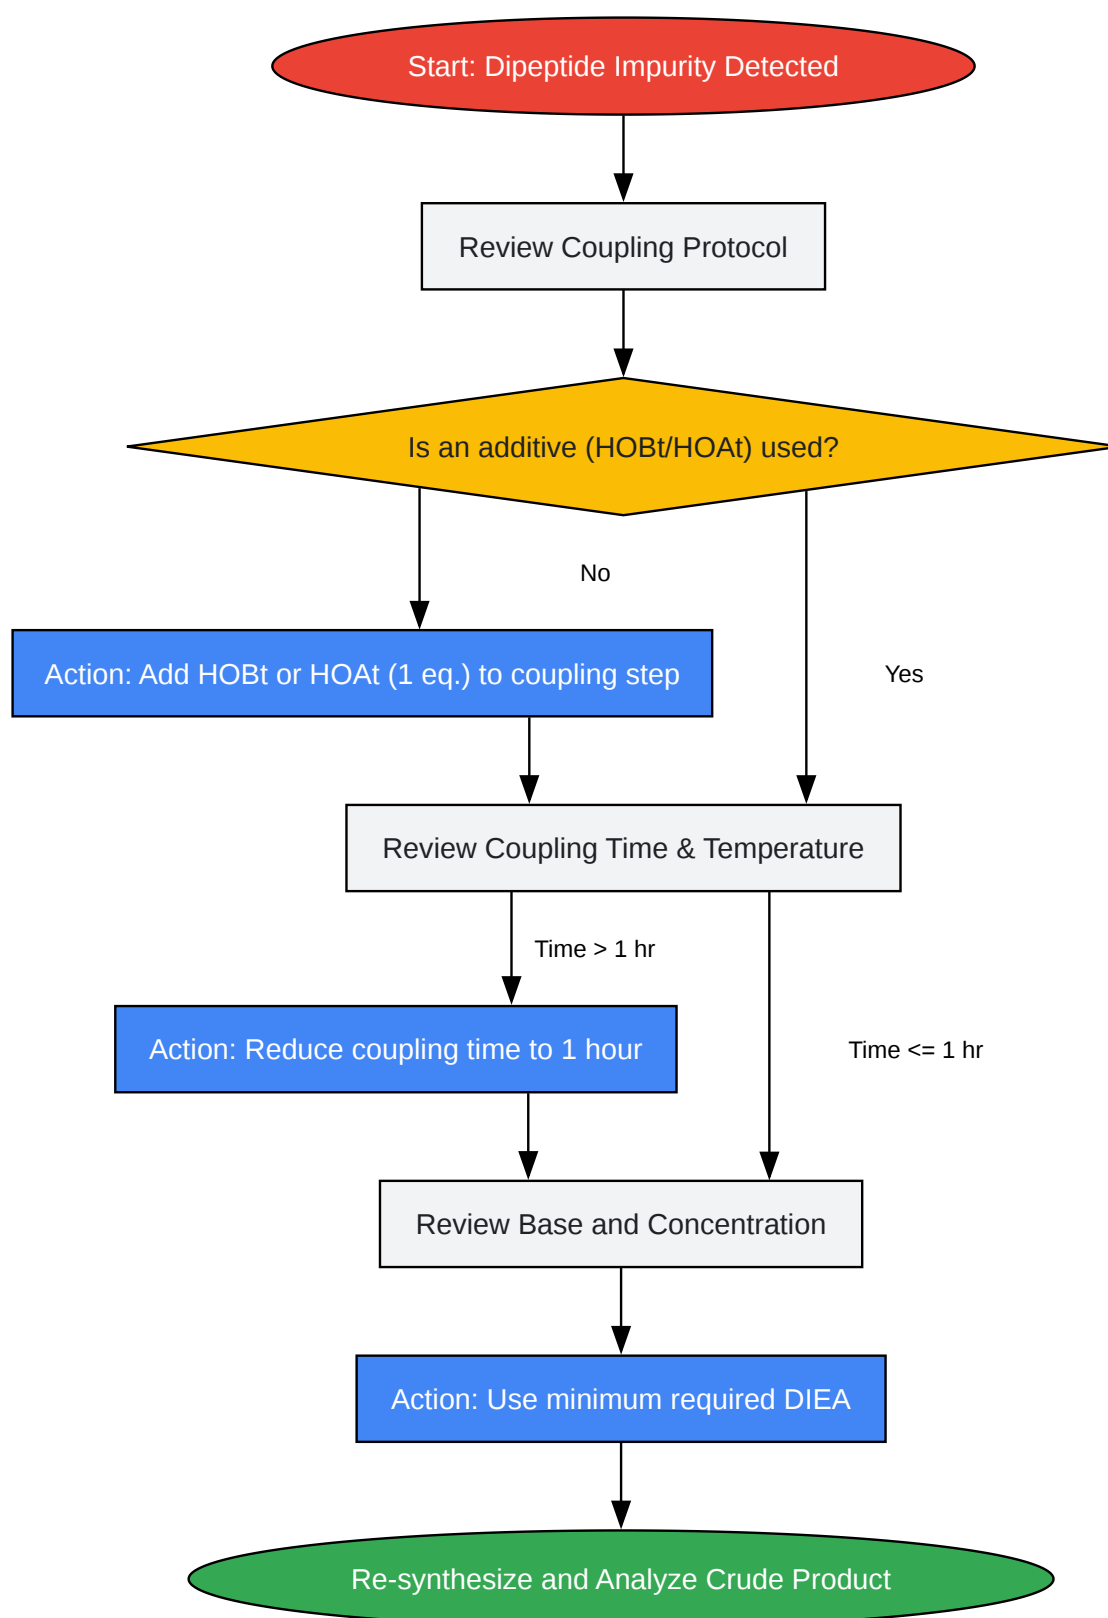 Start: Dipeptide Impurity Detected
Review Coupling Protocol
Is an additive (HOBt/HOAt) used?
No
Action: Add HOBt or HOAt (1 eq.) to coupling step
Yes
Review Coupling Time & Temperature
Time > 1 hr
Action: Reduce coupling time to 1 hour
Time <= 1 hr
Review Base and Concentration
Action: Use minimum required DIEA
Re-synthesize and Analyze Crude Product